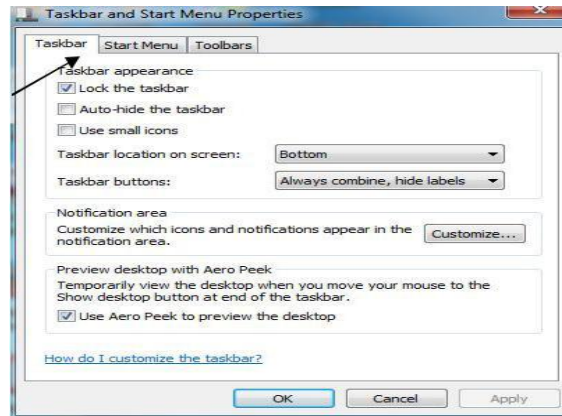 Taskbar and Start Menu Properties
Taskbar Start Menu Toolbars
Taskbar appearance
Lock the taskbar
Auto-hide the taskbar
Use small icons
Taskbar location on screen: Bottom
Taskbar buttons: Always combine, hide labels
Notification area
Customize which icons and notifications appear in the
notification area.
Customize...
Preview desktop with Aero Peek
Temporarily view the desktop when you move your mouse to the
Show desktop button at end of the taskbar.
Use Aero Peek to preview the desktop
How do I customize the taskbar?
OK Cancel Apply